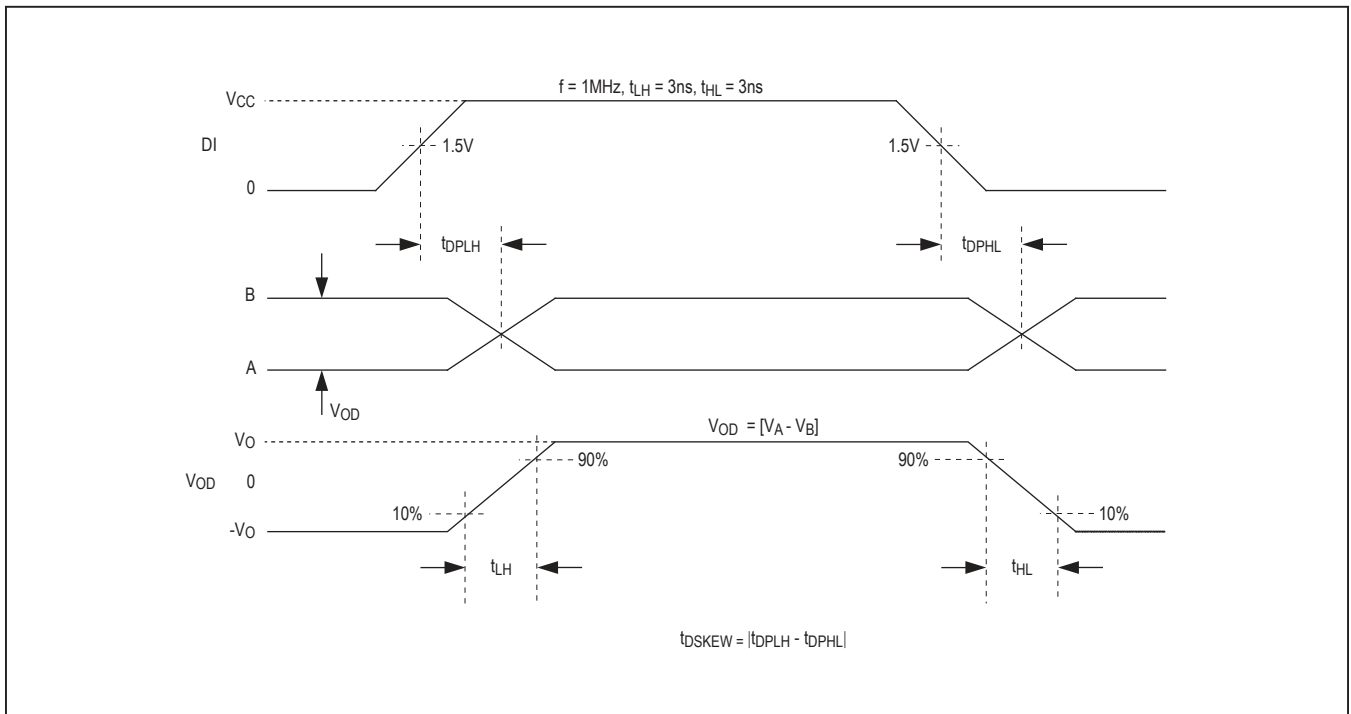 f = 1MHz, tLH = 3ns, tHL = 3ns
VCC
DI
1.5V
1.5V
0
tDPLH
tDPHL
B
A
VOD
VO
VOD = [VA - VB]
90%
90%
VOD 0
10%
10%
-VO
tLH
tHL
tDSKEW = |tDPLH - tDPHL|